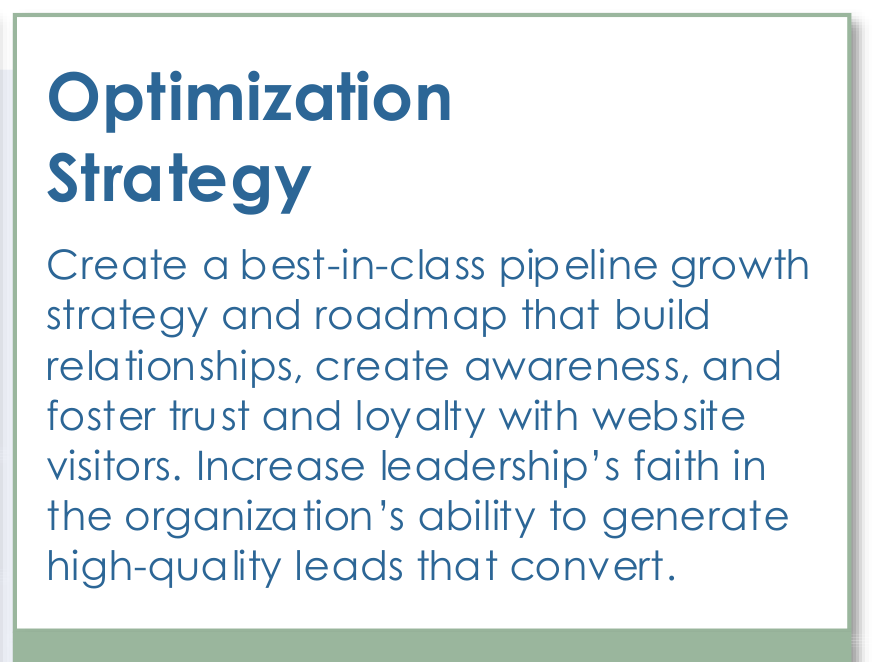 Optimization
Strategy
Create a best-in-class pipeline growth
strategy and roadmap that build
relationships, create awareness, and
foster trust and loyalty with website
visitors. Increase leadership’s faith in
the organization’s ability to generate
high-quality leads that convert.